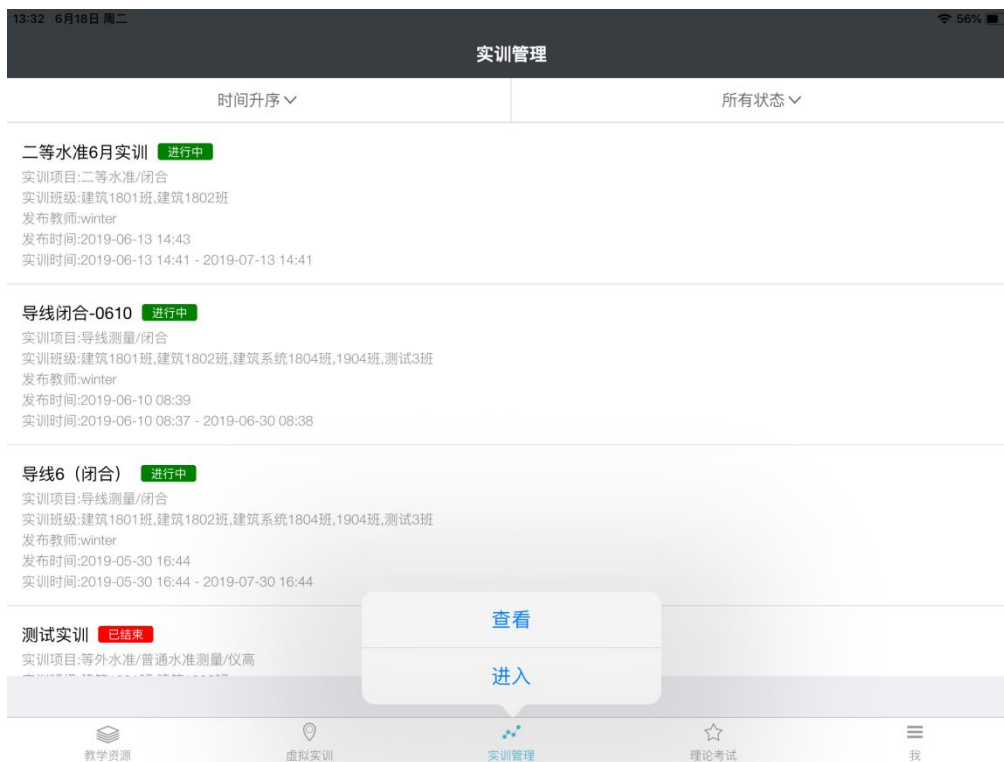 13:32 6月18日 周二
56%
实训管理
时间升序
所有状态
二等水准6月实训 进行中
实训项目:二等水准/闭合
实训班级:建筑1801班,建筑1802班
发布教师:winter
发布时间:2019-06-13 14:43
实训时间:2019-06-13 14:41 - 2019-07-13 14:41
导线闭合-0610 进行中
实训项目:导线测量/闭合
实训班级:建筑1801班,建筑1802班,建筑系统1804班,1904班,测试3班
发布教师:winter
发布时间:2019-06-10 08:39
实训时间:2019-06-10 08:37 - 2019-06-30 08:38
导线6（闭合） 进行中
实训项目:导线测量/闭合
实训班级:建筑1801班,建筑1802班,建筑系统1804班,1904班,测试3班
发布教师:winter
发布时间:2019-05-30 16:44
实训时间:2019-05-30 16:44 - 2019-07-30 16:44
测试实训 已结束
实训项目:等外水准/普通水准测量/仪高
查看
进入
教学资源
虚拟实训
实训管理
理论考试
我